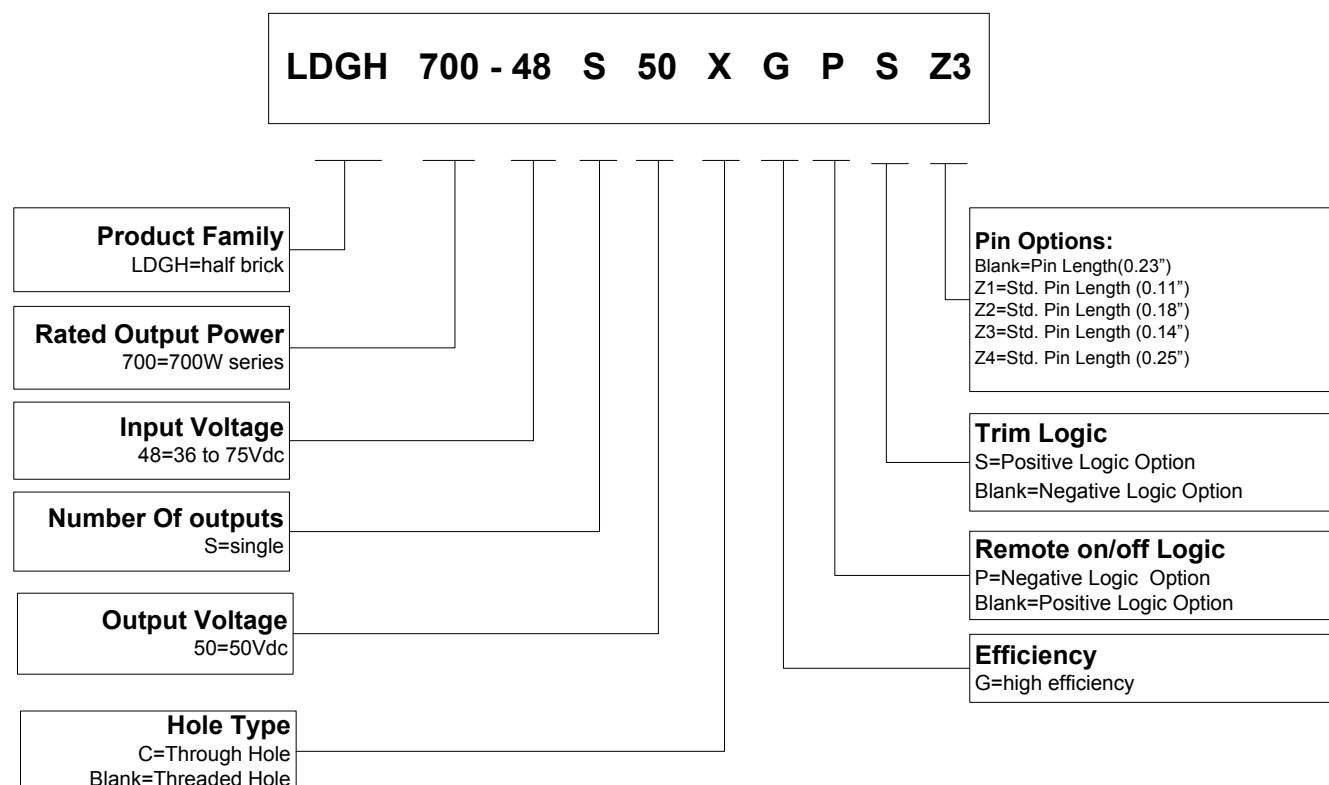 LDGH 700 - 48 S 50 X G P S Z3
Product Family
LDGH=half brick
Rated Output Power
700=700W series
Input Voltage
48=36 to 75Vdc
Number Of outputs
S=single
Output Voltage
50=50Vdc
Hole Type
C=Through Hole
Blank=Threaded Hole
Pin Options:
Blank=Pin Length(0.23”)
Z1=Std. Pin Length (0.11”)
Z2=Std. Pin Length (0.18”)
Z3=Std. Pin Length (0.14”)
Z4=Std. Pin Length (0.25”)
Trim Logic
S=Positive Logic Option
Blank=Negative Logic Option
Remote on/off Logic
P=Negative Logic  Option
Blank=Positive Logic Option
Efficiency
G=high efficiency